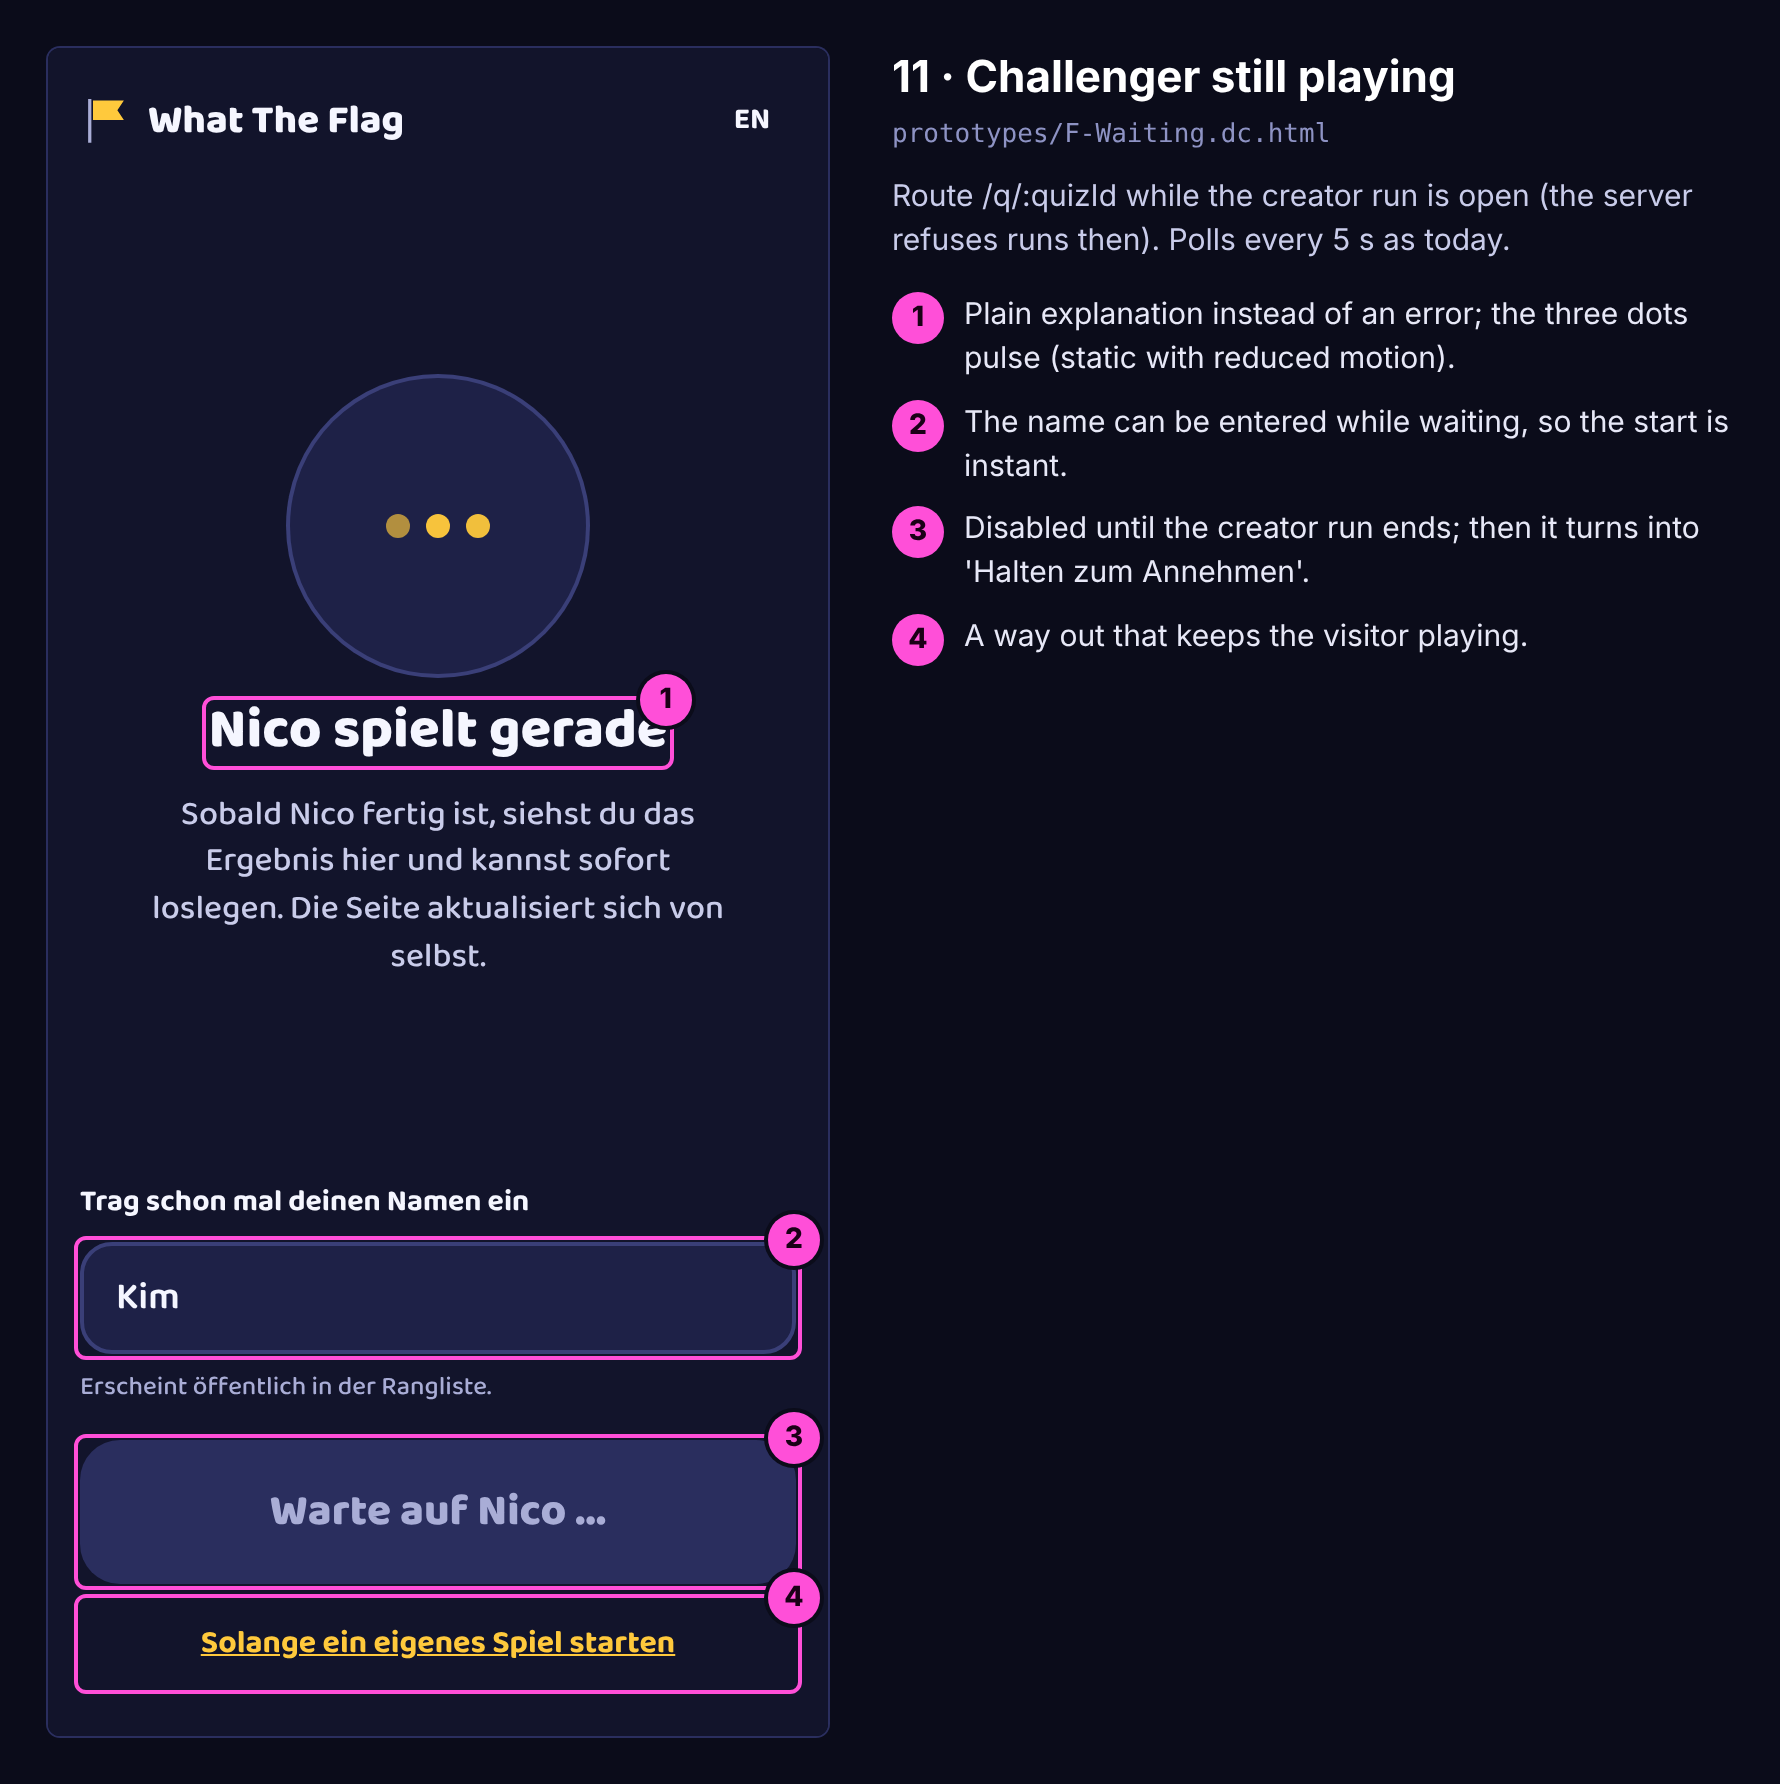 What The Flag
EN
Nico spielt gerade
1
Sobald Nico fertig ist, siehst du das
Ergebnis hier und kannst sofort
loslegen. Die Seite aktualisiert sich von
selbst.
Trag schon mal deinen Namen ein
2
Kim
Erscheint öffentlich in der Rangliste.
3
Warte auf Nico ...
4
Solange ein eigenes Spiel starten
11 · Challenger still playing
prototypes/F-Waiting.dc.html
Route /q/:quizId while the creator run is open (the server
refuses runs then). Polls every 5 s as today.
1 Plain explanation instead of an error; the three dots
pulse (static with reduced motion).
2 The name can be entered while waiting, so the start is
instant.
3 Disabled until the creator run ends; then it turns into
'Halten zum Annehmen'.
4 A way out that keeps the visitor playing.